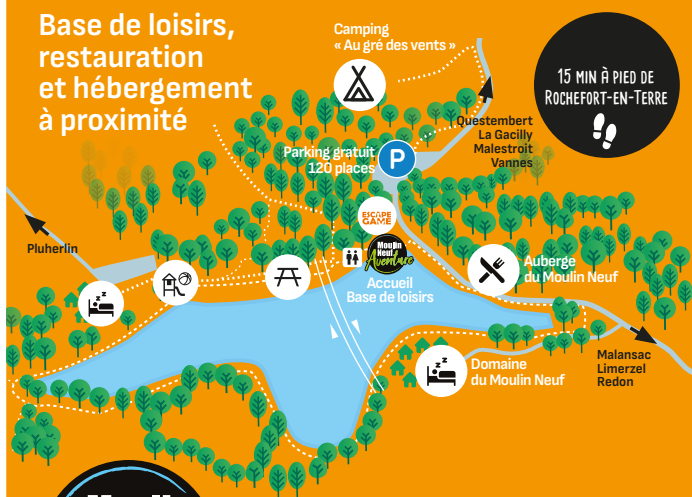 Base de loisirs,
restauration
et hébergement
à proximité
Camping
« Au gré des vents »
15 MIN À PIED DE
ROCHEFORT-EN-TERRE
Questembert
La Gacilly
Malestroit
Vannes
Parking gratuit
120 places
P
ESCAPE
GAME
Pluherlin
Moulin
Neuf
Aventure
Accueil
Base de loisirs
Auberge
du Moulin Neuf
z z z
z z z
Domaine
du Moulin Neuf
Malansac
Limerzel
Redon